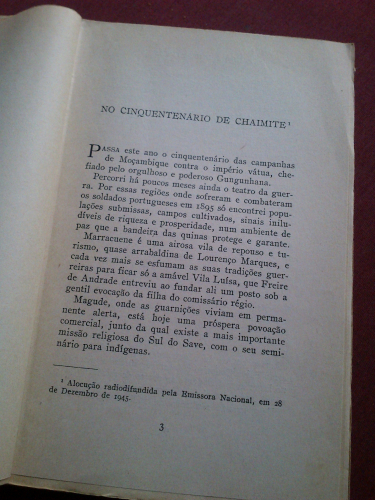 NO CINQUENTENÁRIO DE CHAIMITE ¹
PASSA este ano o cinquentenário das campanhas
de Moçambique contra o império vátua, che-
fiado pelo orgulhoso e poderoso Gungunhana.
Percorri há poucos meses ainda o teatro da guer-
ra. Por essas regiões onde sofreram e combateram
os soldados portugueses em 1895 só encontrei popu-
lações submissas, campos cultivados, sinais inilu-
díveis de riqueza e prosperidade, num ambiente de
paz que a bandeira das quinas protege e garante.
Marracuene é uma airosa vila de repouso e tu-
rismo, quase arrabaldina de Lourenço Marques, e
cada vez mais se esfumam as suas tradições guer-
reiras para ficar só a amável Vila Luísa, que Freire
de Andrade entreviu ao fundar ali um posto sob a
gentil evocação da filha do comissário régio.
Magude, onde as guarnições viviam em perma-
nente alerta, está hoje uma próspera povoação
comercial, junto da qual existe a mais importante
missão religiosa do Sul do Save, com o seu semi-
nário para indígenas.
¹ Alocução radiodifundida pela Emissora Nacional, em 28
de Dezembro de 1945.
3